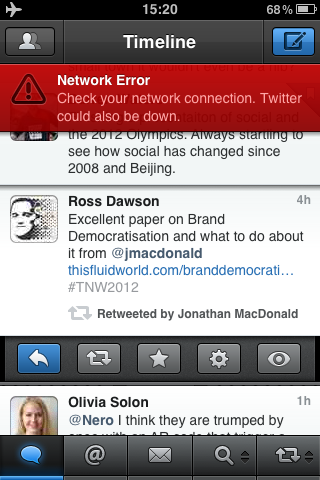 15:20
68%
Timeline
Network Error
Check your network connection. Twitter
could also be down.
the 2012 Olympics. Always startling to
see how social has changed since
2008 and Beijing.
Ross Dawson
4h
Excellent paper on Brand
Democratisation and what to do about
it from @jmacdonald
thisfluidworld.com/branddemocrati…
#TNW2012
Retweeted by Jonathan MacDonald
Olivia Solon
1h
@Nero I think they are trumped by
@